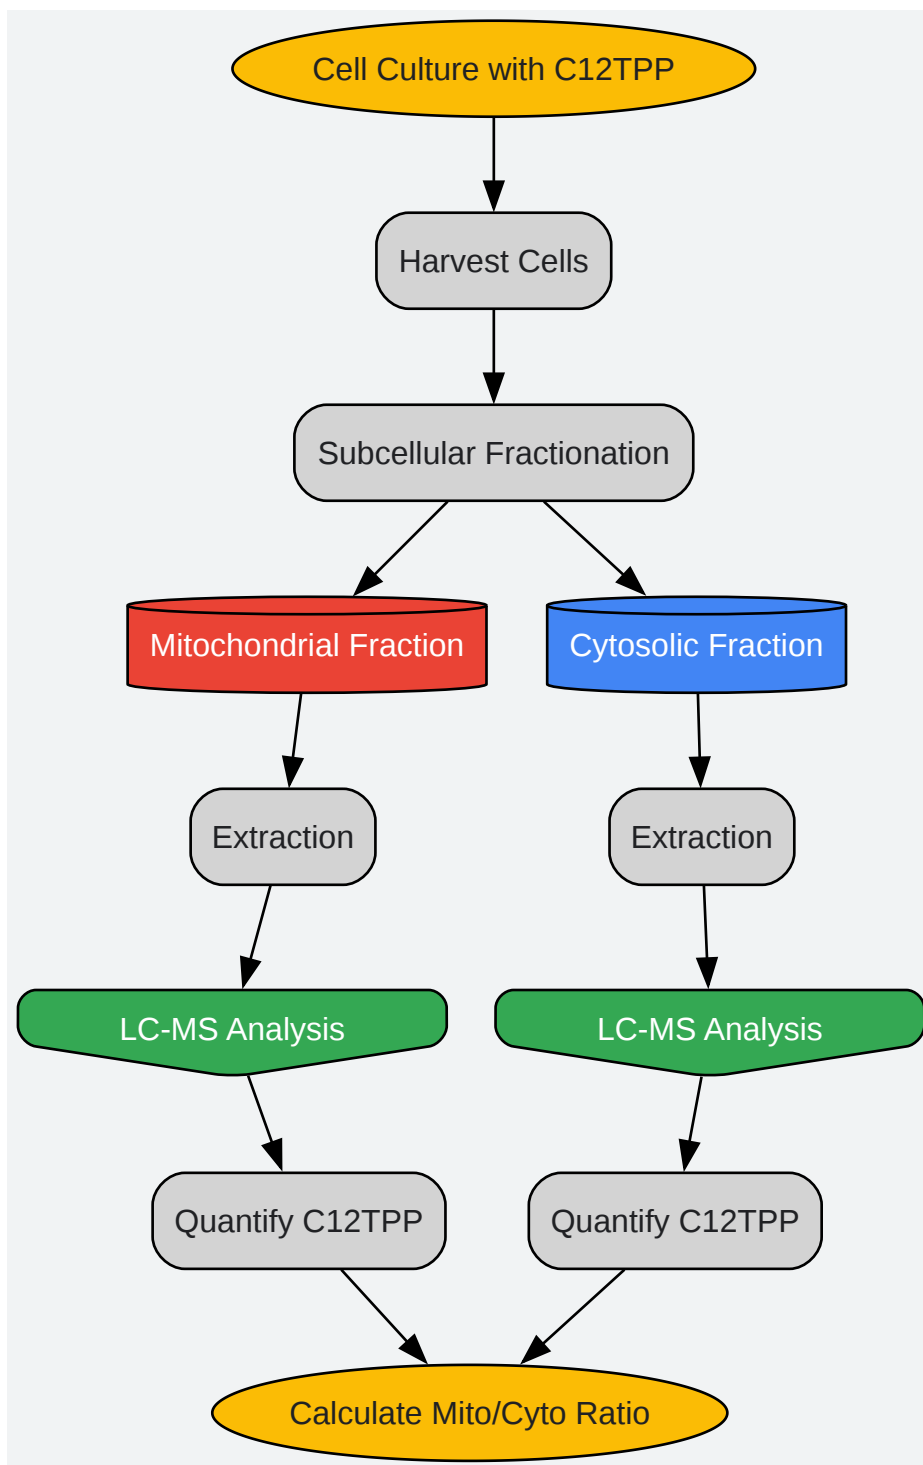 Cell Culture with C12TPP
Harvest Cells
Subcellular Fractionation
Mitochondrial Fraction
Cytosolic Fraction
Extraction
Extraction
LC-MS Analysis
LC-MS Analysis
Quantify C12TPP
Quantify C12TPP
Calculate Mito/Cyto Ratio